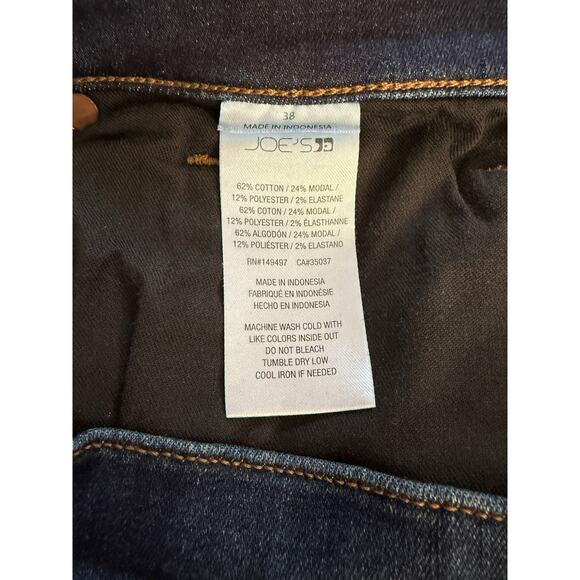 38
MADE IN INDONESIA
JOE'S
62% COTTON / 24% MODAL /
12% POLYESTER / 2% ELASTANE
62% COTON / 24% MODAL /
12% POLYESTER / 2% ÉLASTHANNE
62% ALGODÓN / 24% MODAL /
12% POLIÉSTER / 2% ELASTANO
RN#149497 CA#35037
MADE IN INDONESIA
FABRIQUÉ EN INDONÉSIE
HECHO EN INDONESIA
MACHINE WASH COLD WITH
LIKE COLORS INSIDE OUT
DO NOT BLEACH
TUMBLE DRY LOW
COOL IRON IF NEEDED